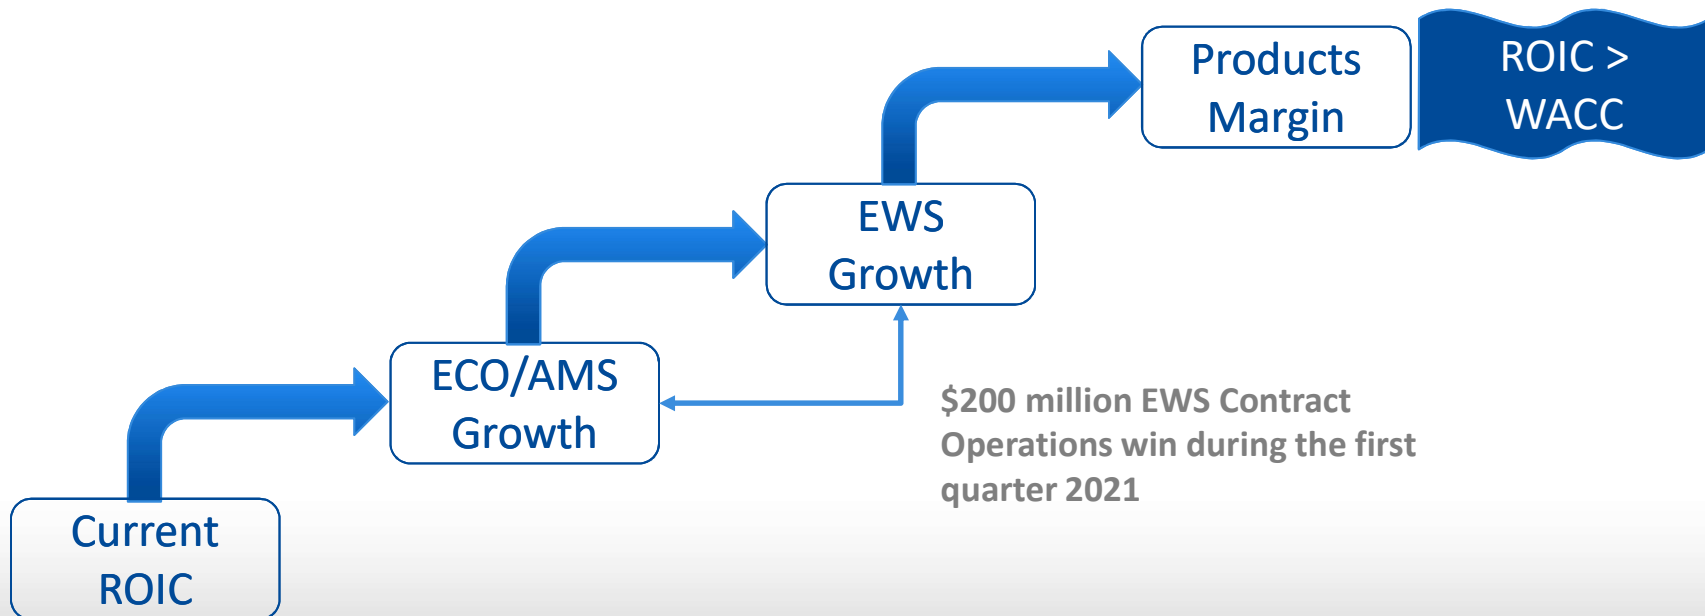 Products
Margin
ROIC >
WACC
EWS
Growth
ECO/AMS
Growth
$200 million EWS Contract
Operations win during the first
quarter 2021
Current
ROIC